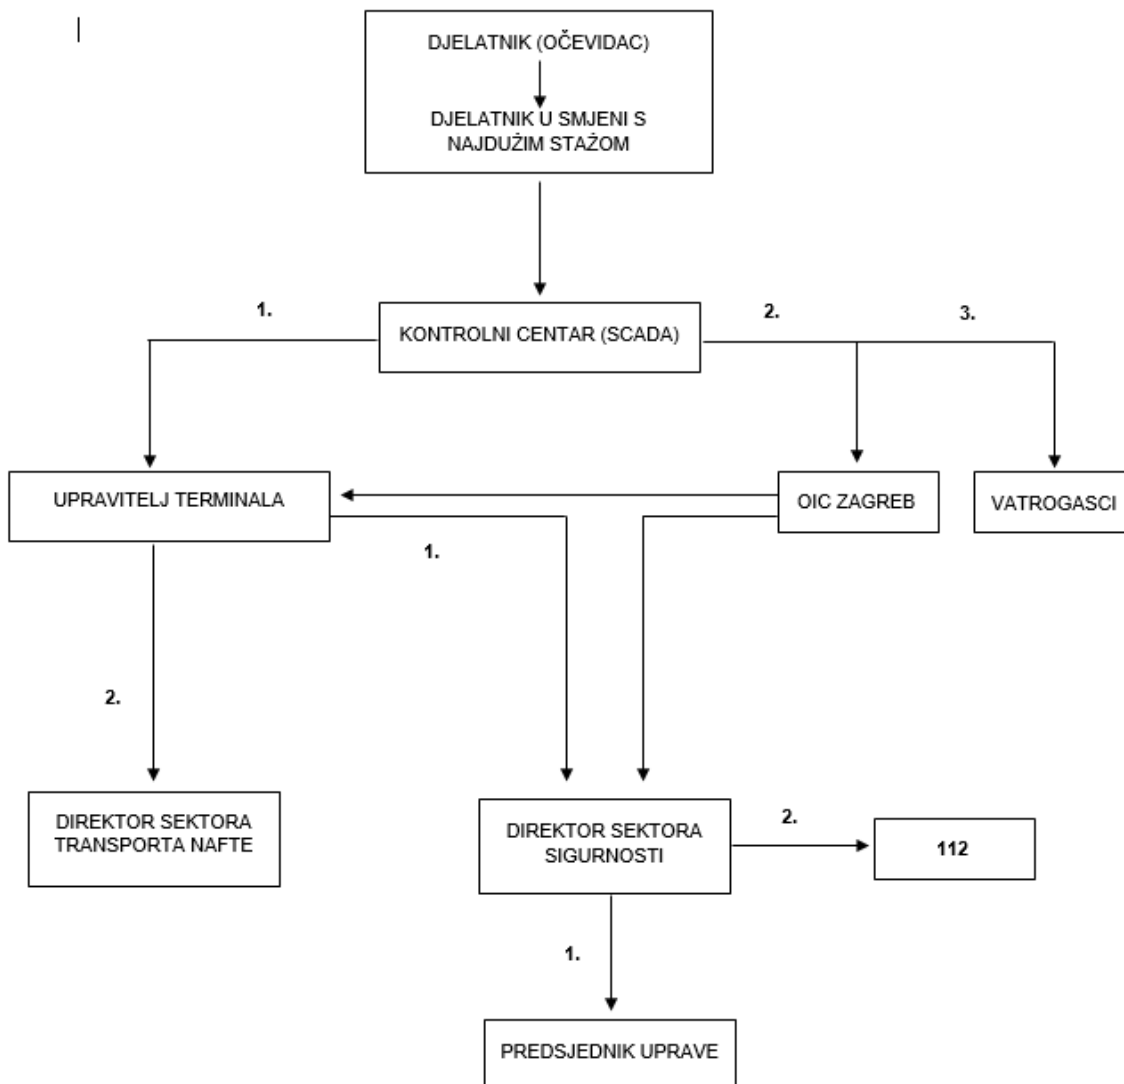 DJELATNIK (OČEVIDAC)
DJELATNIK U SMJENI S
NAJDUŽIM STAŽOM
1.
2.
3.
KONTROLNI CENTAR (SCADA)
UPRAVITELJ TERMINALA
OIC ZAGREB
VATROGASCI
1.
2.
DIREKTOR SEKTORA
TRANSPORTA NAFTE
DIREKTOR SEKTORA
SIGURNOSTI
2.
112
1.
PREDSJEDNIK UPRAVE